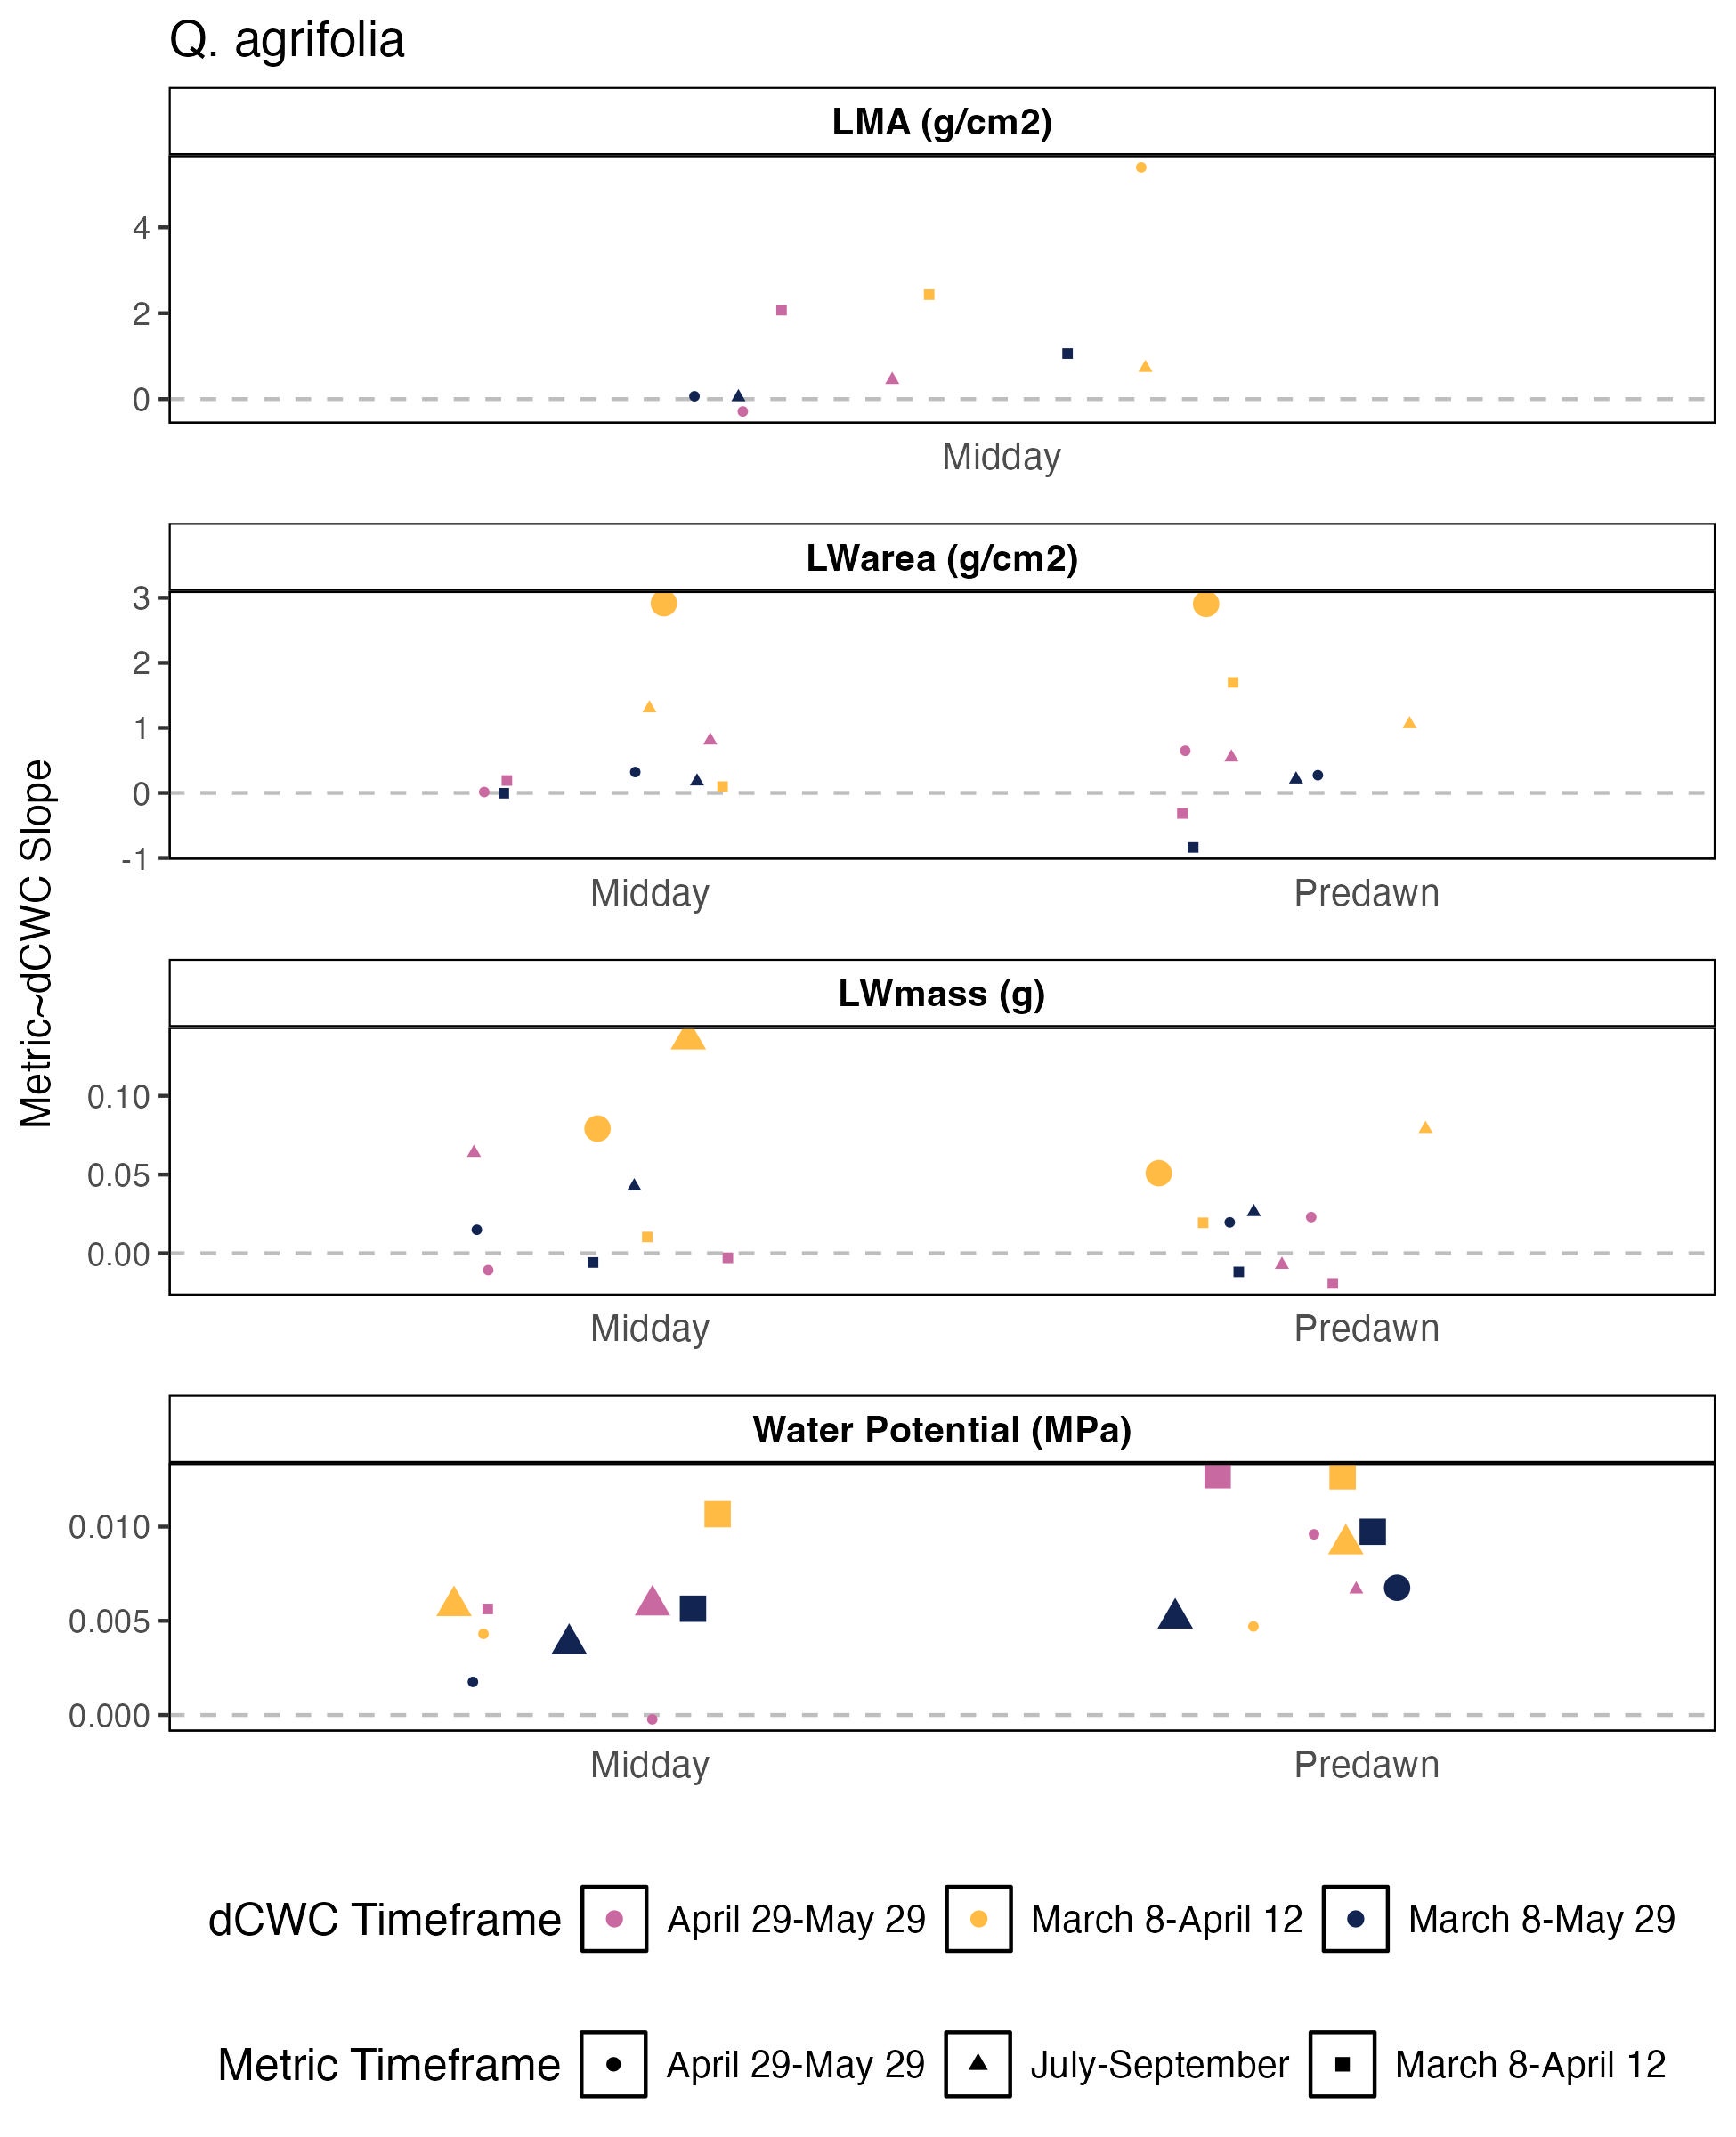 Q. agrifolia
LMA (g/cm2)
4
2
0
Midday
LWarea (g/cm2)
3
2
1
0
-1
Midday Predawn
Metric~dCWC Slope
LWmass (g)
0.10
0.05
0.00
Midday Predawn
Water Potential (MPa)
0.010
0.005
0.000
Midday Predawn
dCWC Timeframe April 29-May 29 March 8-April 12 March 8-May 29
Metric Timeframe April 29-May 29 July-September March 8-April 12